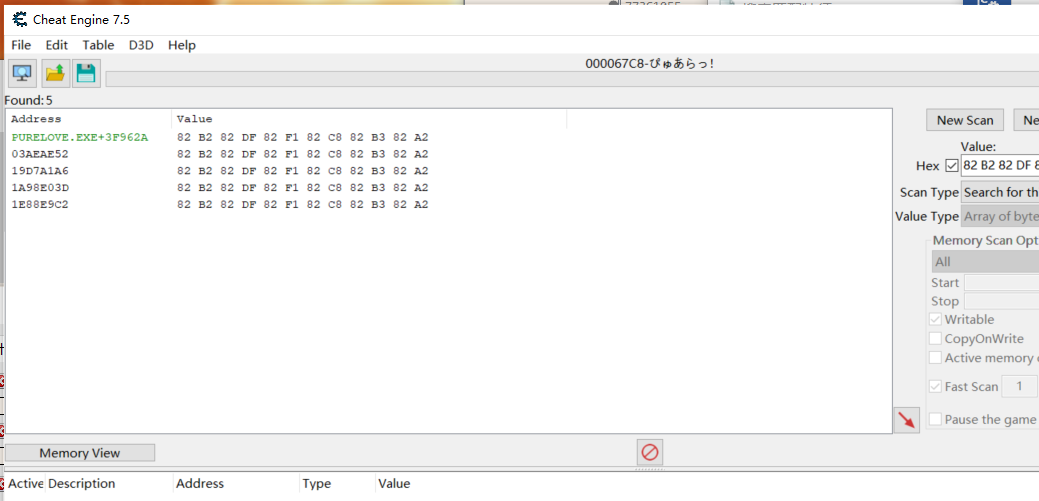 Cheat Engine 7.5
File Edit Table D3D Help
000067C8-ぴゅあらっ!
Found: 5
Address Value
PURELOVE.EXE+3F962A 82 B2 82 DF 82 F1 82 C8 82 B3 82 A2
03AEAE52 82 B2 82 DF 82 F1 82 C8 82 B3 82 A2
19D7A1A6 82 B2 82 DF 82 F1 82 C8 82 B3 82 A2
1A98E03D 82 B2 82 DF 82 F1 82 C8 82 B3 82 A2
1E88E9C2 82 B2 82 DF 82 F1 82 C8 82 B3 82 A2
New Scan Ne
Value:
Hex 82 B2 82 DF 8
Scan Type Search for th
Value Type Array of byte
Memory Scan Opt
All
Start
Stop
Writable
CopyOnWrite
Active memory
Fast Scan 1
Pause the game
Memory View
Active Description Address Type Value